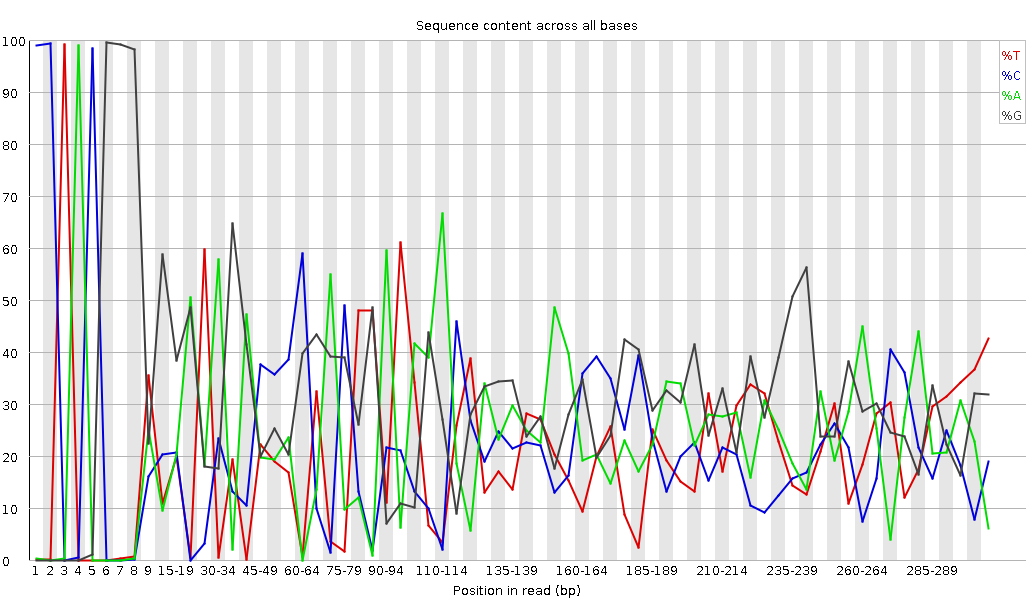 Sequence content across all bases
100
90
80
70
60
50
40
30
20
10
0
%T
%C
%A
%G
1 2 3 4 5 6 7 8 9 15-19 30-34 45-49 60-64 75-79 90-94 110-114 135-139 160-164 185-189 210-214 235-239 260-264 285-289
Position in read (bp)